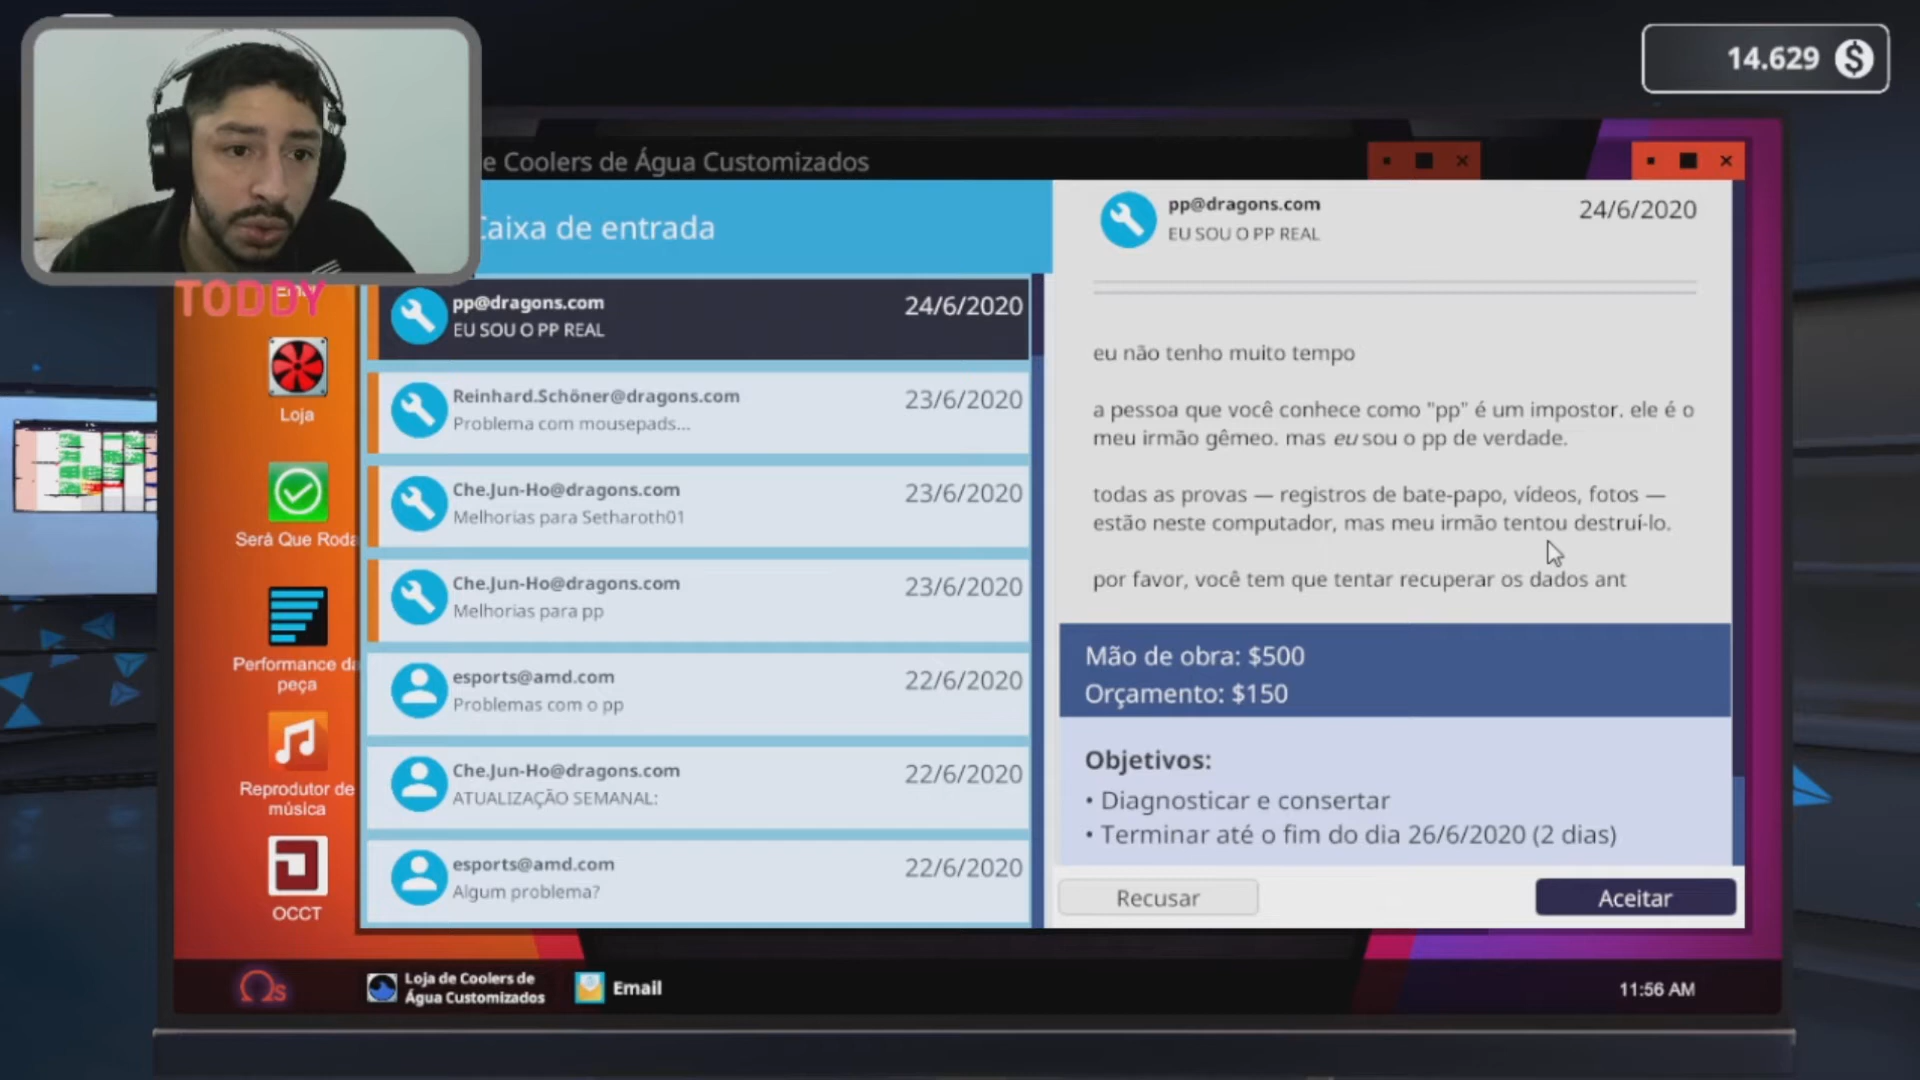 14.629
e Coolers de Água Customizados
Caixa de entrada
TODDY
Loja
Será Que Roda
Performance da
peça
Reprodutor de
música
OCCT
pp@dragons.com
EU SOU O PP REAL
24/6/2020
Reinhard.Schöner@dragons.com
Problema com mousepads...
23/6/2020
Che.Jun-Ho@dragons.com
Melhorias para Setharoth01
23/6/2020
Che.Jun-Ho@dragons.com
Melhorias para pp
23/6/2020
esports@amd.com
Problemas com o pp
22/6/2020
Che.Jun-Ho@dragons.com
ATUALIZAÇÃO SEMANAL:
22/6/2020
esports@amd.com
Algum problema?
22/6/2020
pp@dragons.com
EU SOU O PP REAL
24/6/2020
eu não tenho muito tempo
a pessoa que você conhece como "pp" é um impostor. ele é o
meu irmão gêmeo. mas eu sou o pp de verdade.
todas as provas — registros de bate-papo, vídeos, fotos —
estão neste computador, mas meu irmão tentou destruí-lo.
por favor, você tem que tentar recuperar os dados ant
Mão de obra: $500
Orçamento: $150
Objetivos:
• Diagnosticar e consertar
• Terminar até o fim do dia 26/6/2020 (2 dias)
Recusar
Aceitar
Ωs
Loja de Coolers de
Água Customizados
Email
11:56 AM